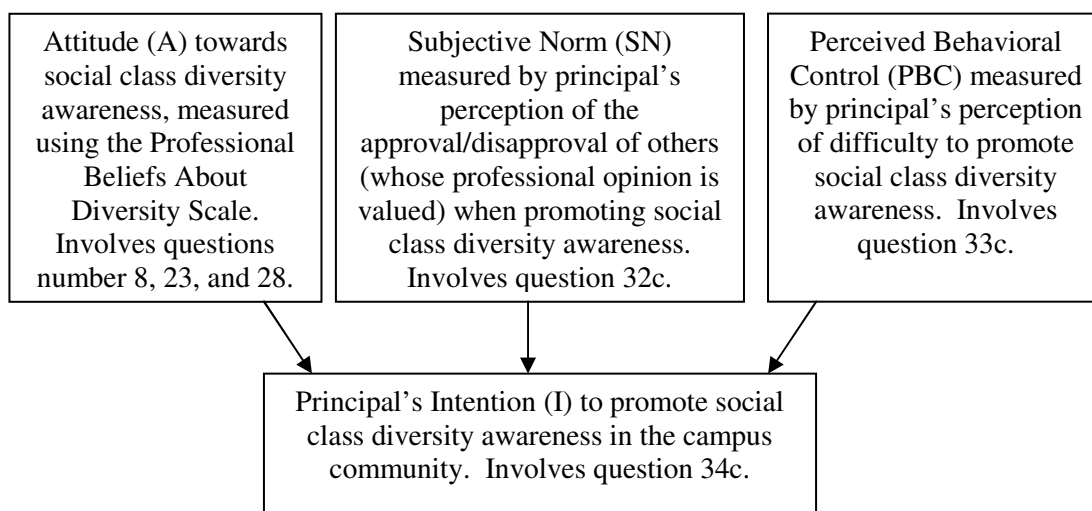 Attitude (A) towards
social class diversity
awareness, measured
using the Professional
Beliefs About
Diversity Scale.
Involves questions
number 8, 23, and 28.
Subjective Norm (SN)
measured by principal’s
perception of the
approval/disapproval of others
(whose professional opinion is
valued) when promoting social
class diversity awareness.
Involves question 32c.
Perceived Behavioral
Control (PBC) measured
by principal’s perception
of difficulty to promote
social class diversity
awareness.  Involves
question 33c.
Principal’s Intention (I) to promote social
class diversity awareness in the campus
community.  Involves question 34c.